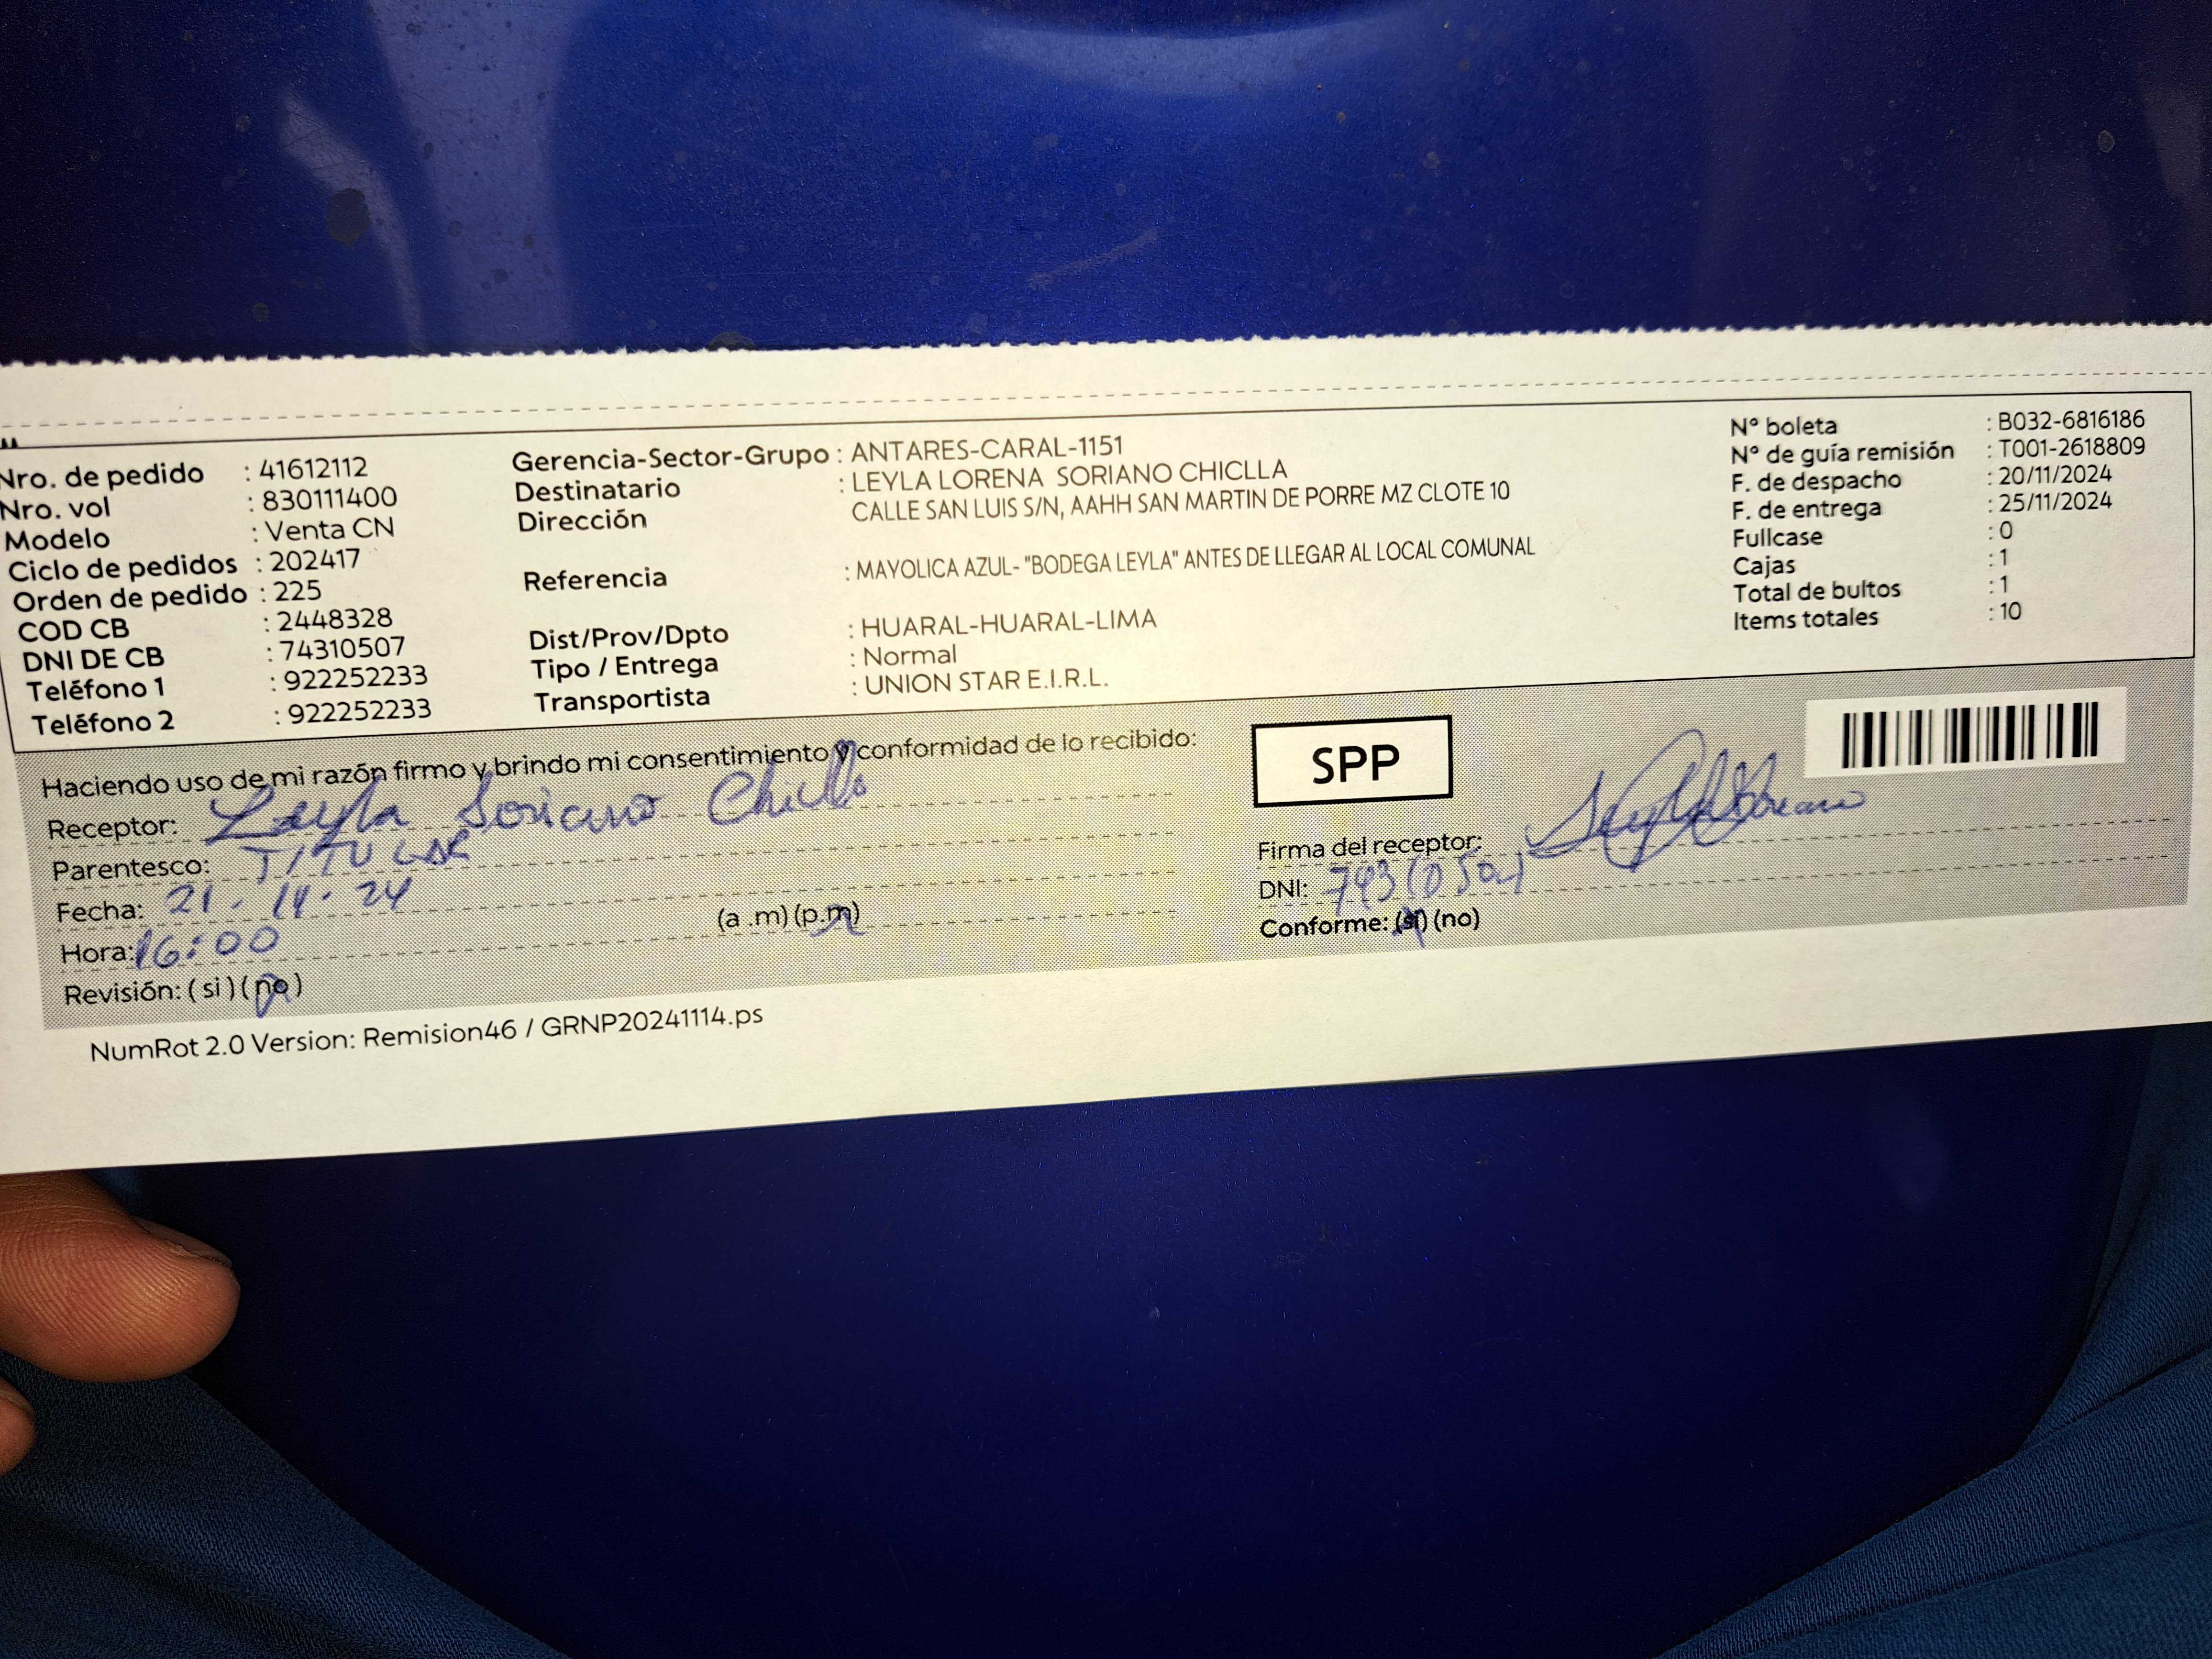 Nro. de pedido : 41612112
Nro. vol : 830111400
Modelo : Venta CN
Ciclo de pedidos : 202417
Orden de pedido : 225
COD CB : 2448328
DNI DE CB : 74310507
Teléfono 1 : 922252233
Teléfono 2 : 922252233
Gerencia-Sector-Grupo : ANTARES-CARAL-1151
Destinatario : LEYLA LORENA SORIANO CHICLLA
Dirección CALLE SAN LUIS S/N, AAHH SAN MARTIN DE PORRE MZ CLOTE 10
Referencia : MAYOLICA AZUL- "BODEGA LEYLA" ANTES DE LLEGAR AL LOCAL COMUNAL
Dist/Prov/Dpto : HUARAL-HUARAL-LIMA
Tipo / Entrega : Normal
Transportista : UNION STAR E.I.R.L.
N° boleta : B032-6816186
N° de guía remisión : T001-2618809
F. de despacho : 20/11/2024
F. de entrega : 25/11/2024
Fullcase : 0
Cajas : 1
Total de bultos : 1
Items totales : 10
Haciendo uso de mi razón firmo y brindo mi consentimiento y conformidad de lo recibido:
Receptor: Leyla Soriano Chiclla
Parentesco: TITULAR
Fecha: 21 . 11 . 24
Hora: 16:00 (a .m) (p.m)
Revisión: ( si ) ( no )
SPP
Firma del receptor:
DNI: 74310507
Conforme: (si) (no)
NumRot 2.0 Version: Remision46 / GRNP20241114.ps